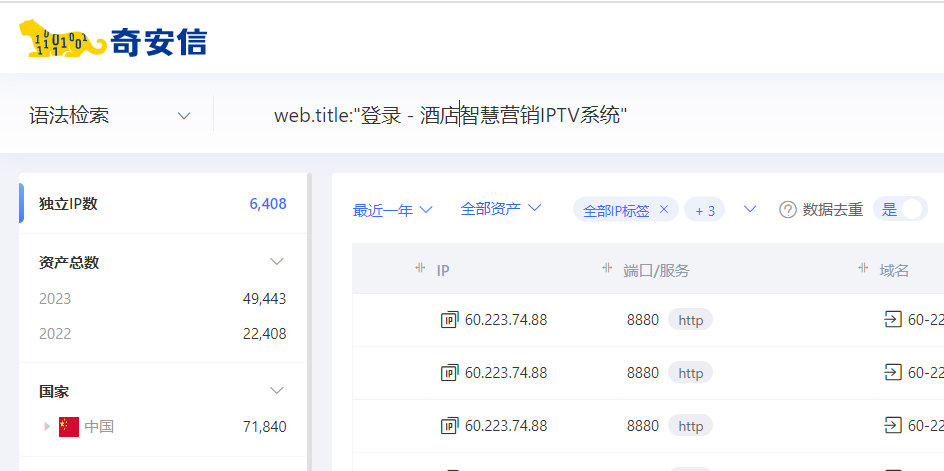 奇安信
语法检索
web.title:"登录 - 酒店智慧营销IPTV系统"
独立IP数 6,408
资产总数
2023 49,443
2022 22,408
国家
中国 71,840
最近一年 全部资产 全部IP标签 × + 3 ? 数据去重 是
IP 端口/服务 域名
IP 60.223.74.88 8880 http 60-22
IP 60.223.74.88 8880 http 60-22
IP 60.223.74.88 8880 http 60-22